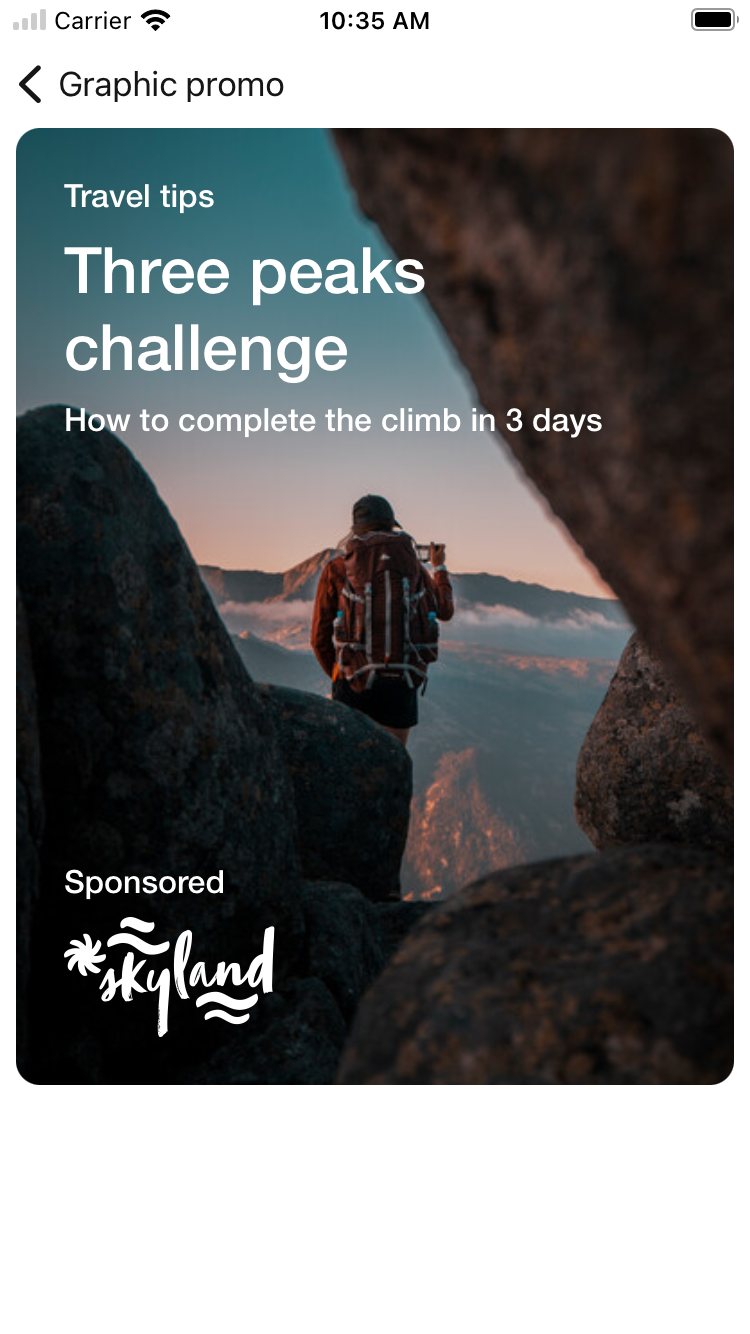 Carrier
10:35 AM
Graphic promo
Travel tips
Three peaks
challenge
How to complete the climb in 3 days
Sponsored
skyland